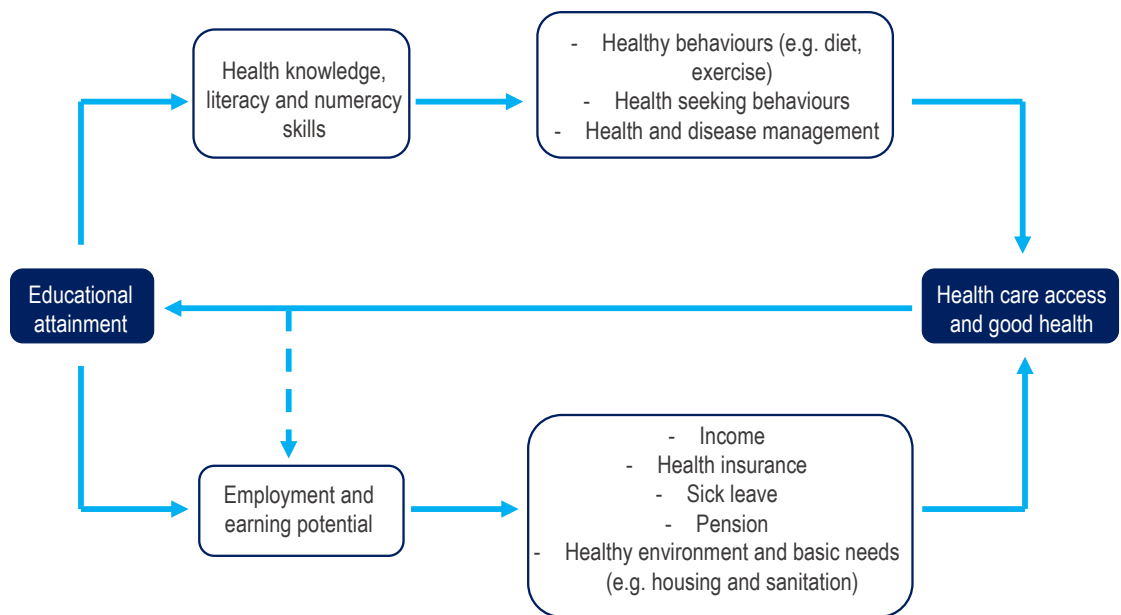 Health knowledge,
literacy and numeracy
skills
- Healthy behaviours (e.g. diet,
exercise)
- Health seeking behaviours
- Health and disease management
Educational
attainment
Health care access
and good health
Employment and
earning potential
- Income
- Health insurance
- Sick leave
- Pension
- Healthy environment and basic needs
(e.g. housing and sanitation)